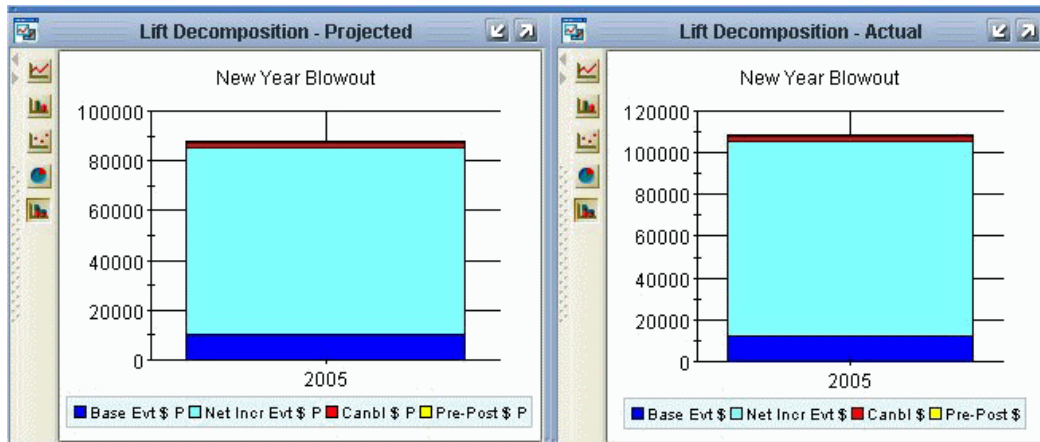 Lift Decomposition - Projected
New Year Blowout
100000
80000
60000
40000
20000
0
2005
Base Evt $ P Net Incr Evt $ P Canbl $ P Pre-Post $ P
Lift Decomposition - Actual
New Year Blowout
120000
100000
80000
60000
40000
20000
0
2005
Base Evt $ Net Incr Evt $ Canbl $ Pre-Post $